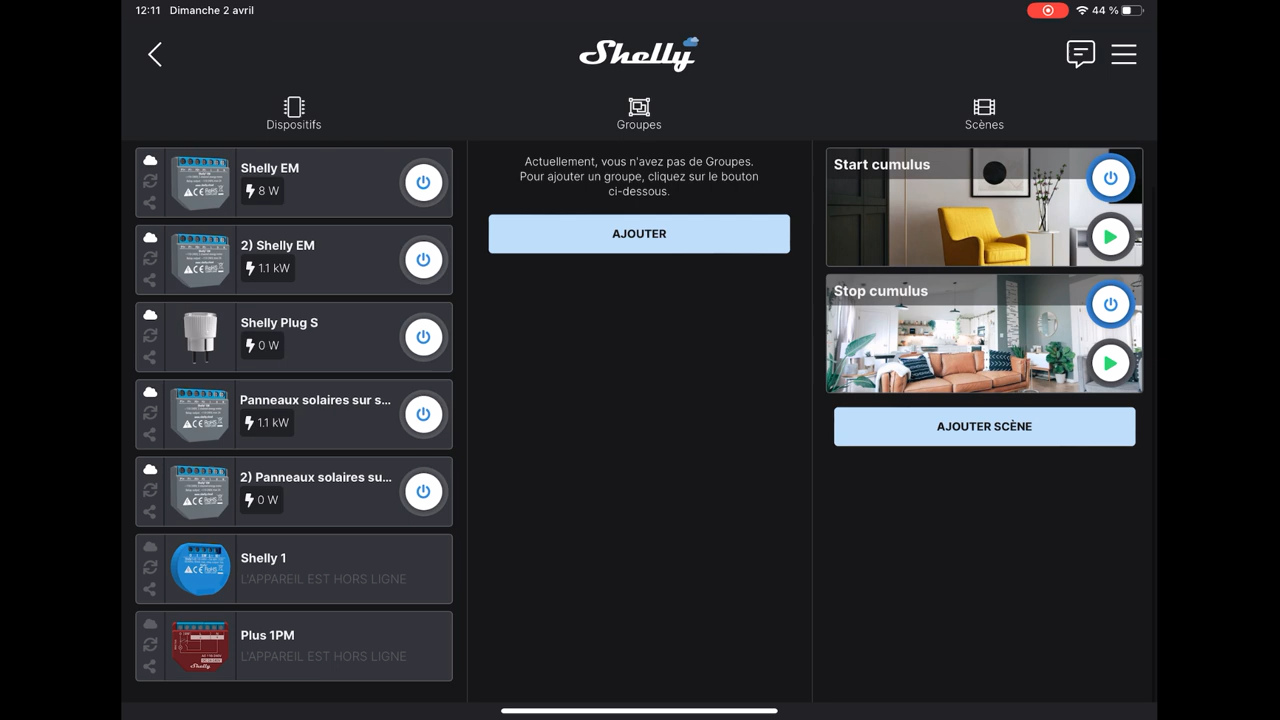 12:11 Dimanche 2 avril
44 %
Shelly
Dispositifs
Groupes
Scènes
Shelly EM
8 W
2) Shelly EM
1.1 kW
Shelly Plug S
0 W
Panneaux solaires sur s...
1.1 kW
2) Panneaux solaires su...
0 W
Shelly 1
L'APPAREIL EST HORS LIGNE
Plus 1PM
L'APPAREIL EST HORS LIGNE
Actuellement, vous n'avez pas de Groupes.
Pour ajouter un groupe, cliquez sur le bouton
ci-dessous.
AJOUTER
Start cumulus
Stop cumulus
AJOUTER SCÈNE